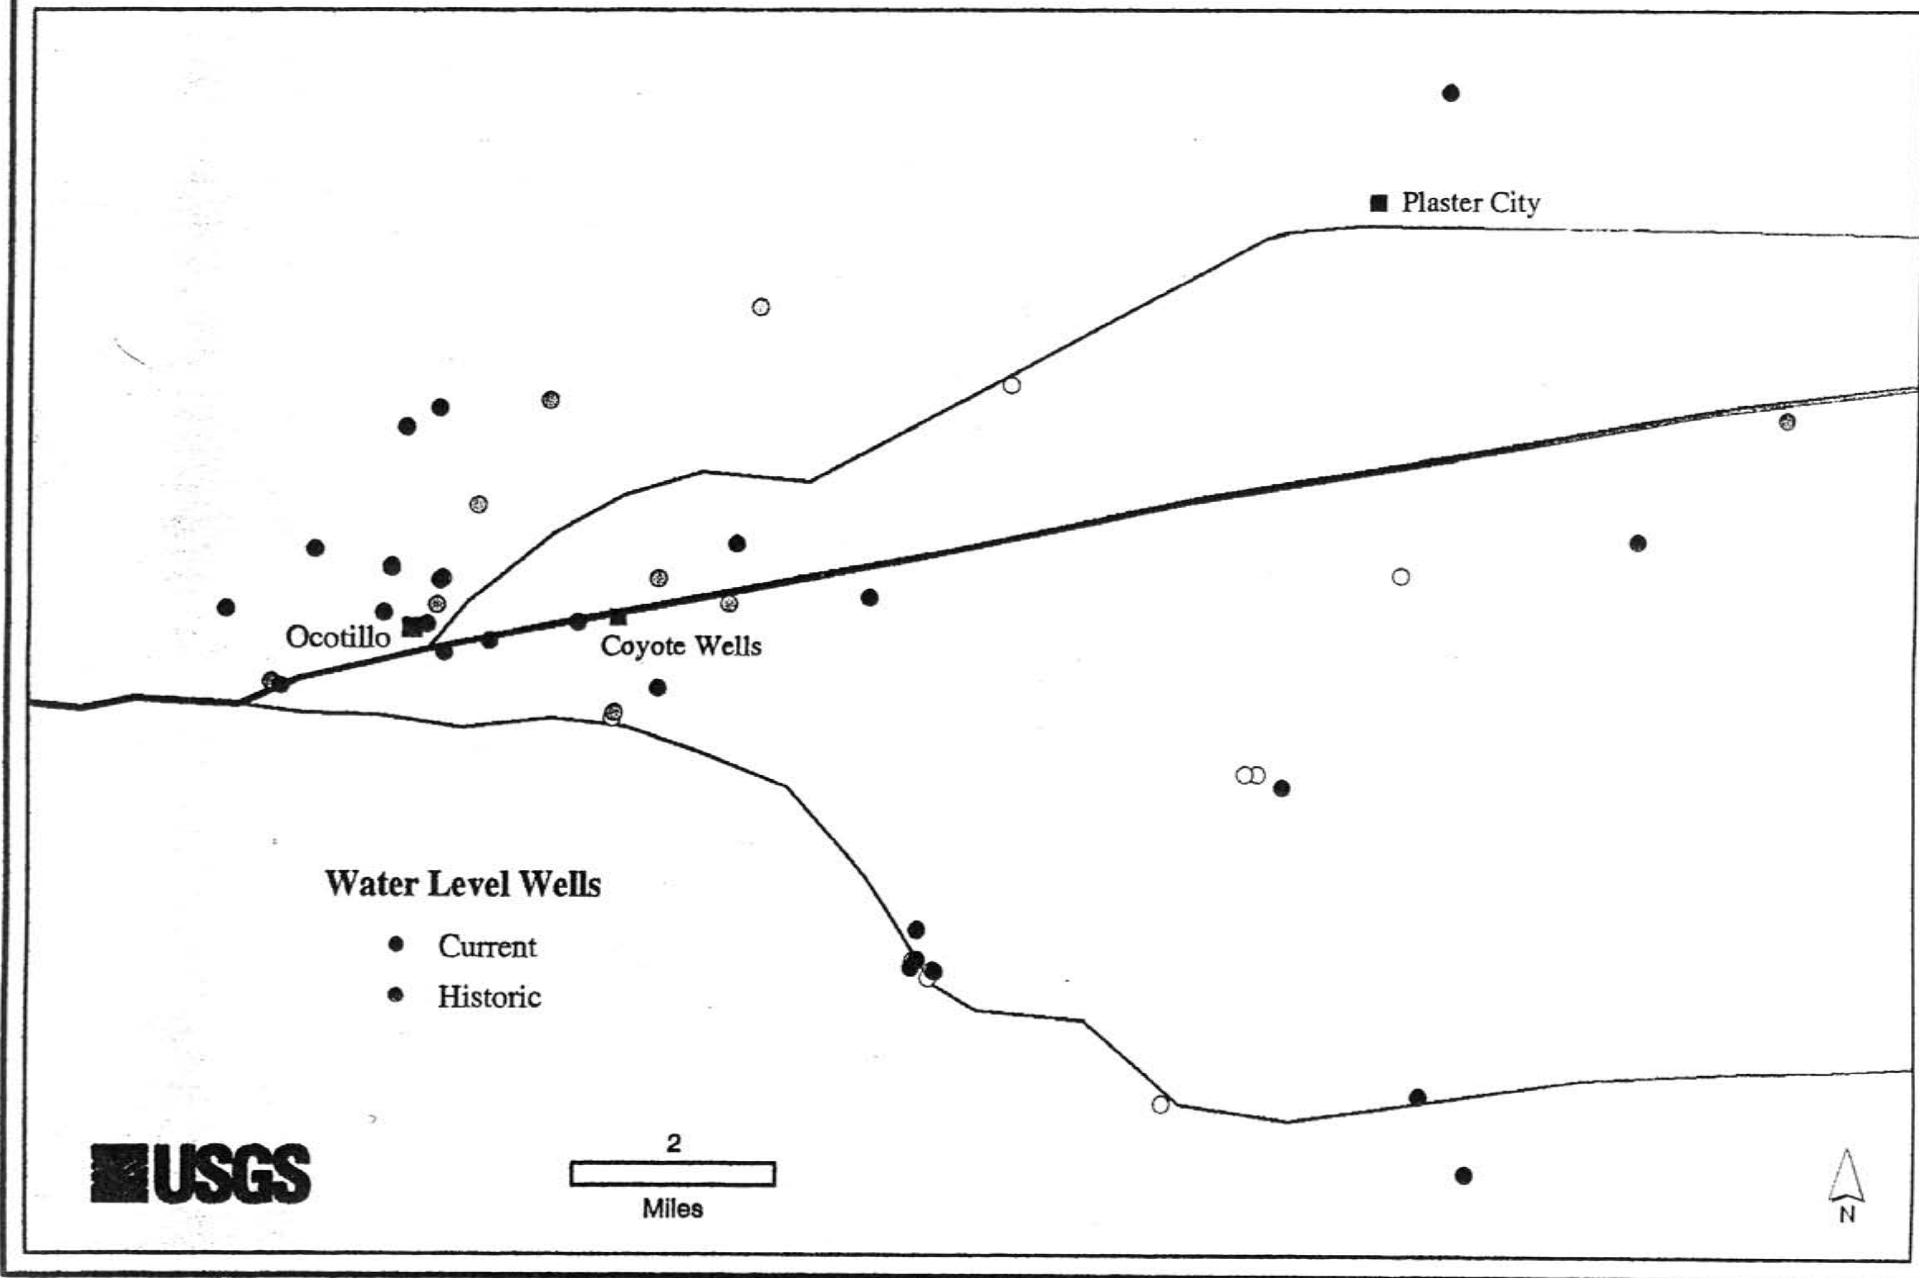 Plaster City
Ocotillo
Coyote Wells
Water Level Wells
Current
Historic
USGS
2
Miles
N